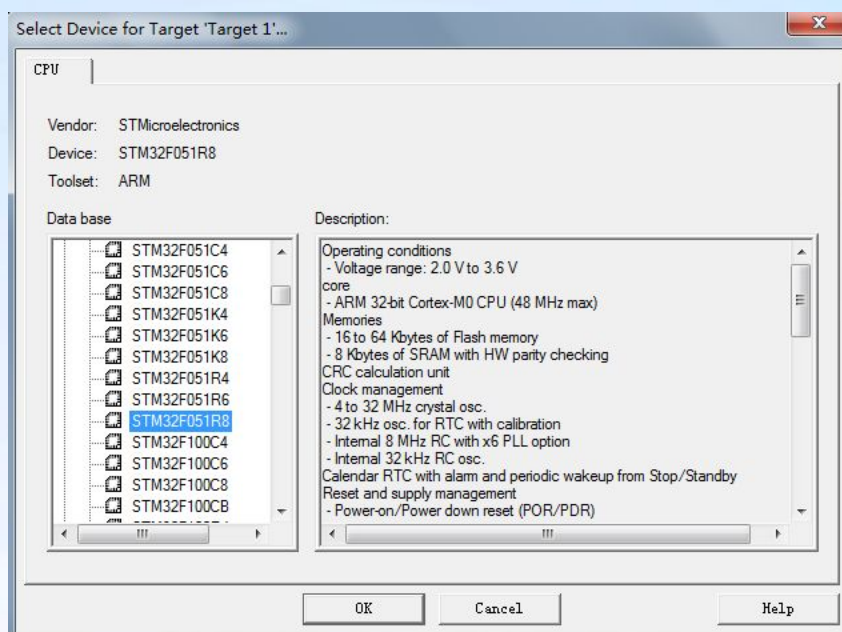 Select Device for Target 'Target 1'...
CPU
Vendor: STMicroelectronics
Device: STM32F051R8
Toolset: ARM
Data base
STM32F051C4
STM32F051C6
STM32F051C8
STM32F051K4
STM32F051K6
STM32F051K8
STM32F051R4
STM32F051R6
STM32F051R8
STM32F100C4
STM32F100C6
STM32F100C8
STM32F100CB
Description:
Operating conditions
- Voltage range: 2.0 V to 3.6 V
core
- ARM 32-bit Cortex-M0 CPU (48 MHz max)
Memories
- 16 to 64 Kbytes of Flash memory
- 8 Kbytes of SRAM with HW parity checking
CRC calculation unit
Clock management
- 4 to 32 MHz crystal osc.
- 32 kHz osc. for RTC with calibration
- Internal 8 MHz RC with x6 PLL option
- Internal 32 kHz RC osc.
Calendar RTC with alarm and periodic wakeup from Stop/Standby
Reset and supply management
- Power-on/Power down reset (POR/PDR)
OK
Cancel
Help